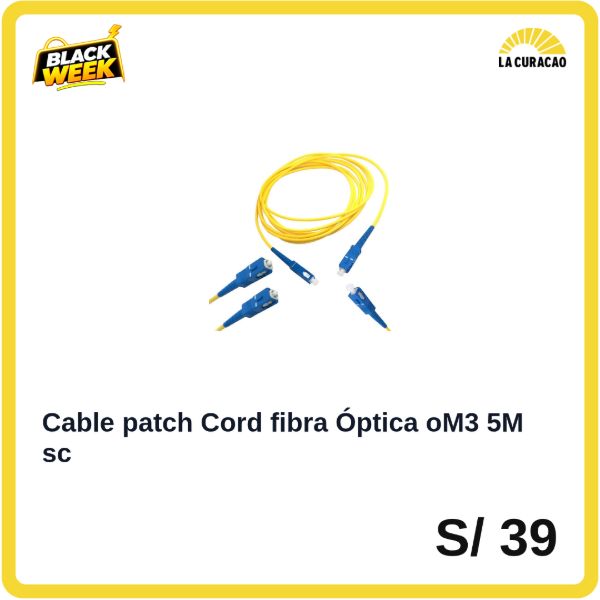 BLACK
WEEK
LA CURACAO
Cable patch Cord fibra Óptica oM3 5M
sc
S/ 39